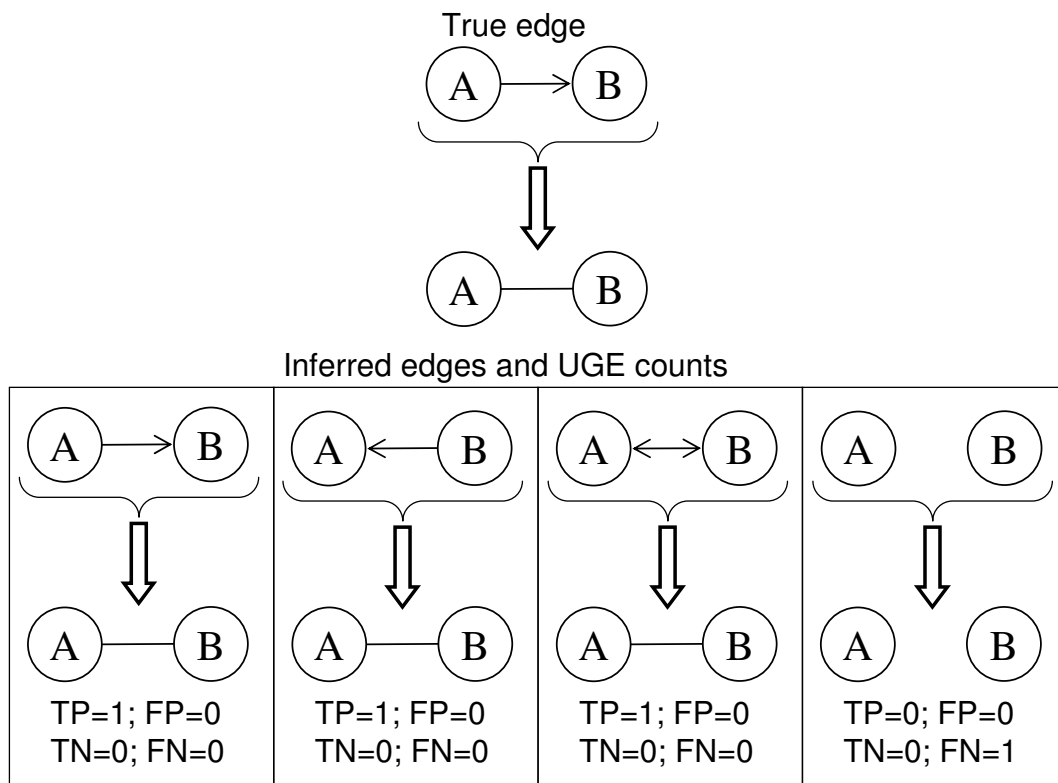 True edge
A B
A B
Inferred edges and UGE counts
A B A B A B A B
A B A B A B A B
TP=1; FP=0 TP=1; FP=0 TP=1; FP=0 TP=0; FP=0
TN=0; FN=0 TN=0; FN=0 TN=0; FN=0 TN=0; FN=1